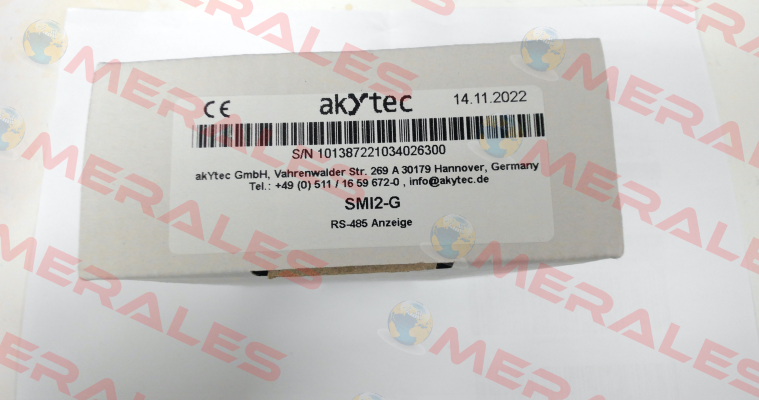 CE akYtec 14.11.2022
S/N 101387221034026300
akYtec GmbH, Vahrenwalder Str. 269 A 30179 Hannover, Germany
Tel.: +49 (0) 511 / 16 59 672-0 , info@akytec.de
SMI2-G
RS-485 Anzeige
MERALES
MERALES
MERALES
MERALES
MERALES
MERALES